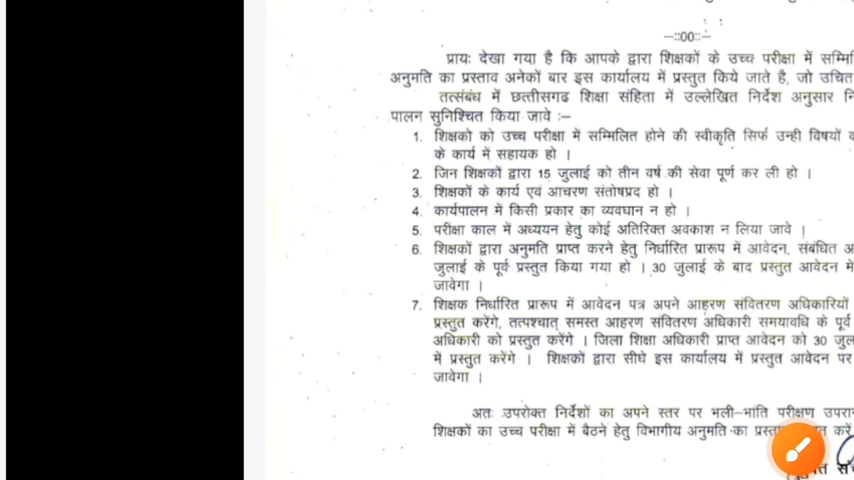 —::00::—
प्रायः देखा गया है कि आपके द्वारा शिक्षकों के उच्च परीक्षा में सम्मि
अनुमति का प्रस्ताव अनेकों बार इस कार्यालय में प्रस्तुत किये जाते है, जो उचित
तत्संबंध में छत्तीसगढ शिक्षा संहिता में उल्लेखित निर्देश अनुसार नि
पालन सुनिश्चित किया जावे :—
1. शिक्षको को उच्च परीक्षा में सम्मिलित होने की स्वीकृति सिर्फ उन्ही विषयों
के कार्य में सहायक हो ।
2. जिन शिक्षकों द्वारा 15 जुलाई को तीन वर्ष की सेवा पूर्ण कर ली हो ।
3. शिक्षकों के कार्य एवं आचरण संतोषप्रद हो ।
4. कार्यपालन में किसी प्रकार का व्यवधान न हो ।
5. परीक्षा काल में अध्ययन हेतु कोई अतिरिक्त अवकाश न लिया जावे ।
6. शिक्षकों द्वारा अनुमति प्राप्त करने हेतु निर्धारित प्रारूप में आवेदन, संबंधित अ
जुलाई के पूर्व प्रस्तुत किया गया हो । 30 जुलाई के बाद प्रस्तुत आवेदन में
जावेगा ।
7. शिक्षक निर्धारित प्रारूप में आवेदन पत्र अपने आहरण संवितरण अधिकारियों
प्रस्तुत करेंगे, तत्पश्चात् समस्त आहरण संवितरण अधिकारी समयावधि के पूर्व
अधिकारी को प्रस्तुत करेंगे । जिला शिक्षा अधिकारी प्राप्त आवेदन को 30 जुल
में प्रस्तुत करेंगे । शिक्षकों द्वारा सीधे इस कार्यालय में प्रस्तुत आवेदन पर
जावेगा ।
अतः उपरोक्त निर्देशों का अपने स्तर पर भली—भांति परीक्षण उपरा
शिक्षकों का उच्च परीक्षा में बैठने हेतु विभागीय अनुमति का करें